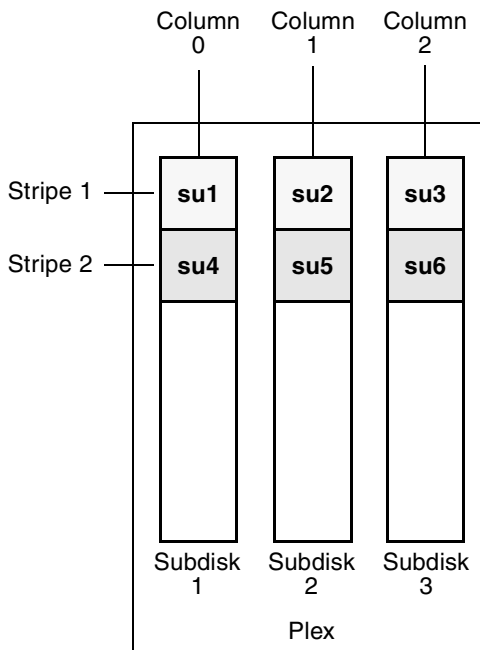 Column Column Column
0 1 2
Stripe 1 su1 su2 su3
Stripe 2 su4 su5 su6
Subdisk Subdisk Subdisk
1 2 3
Plex